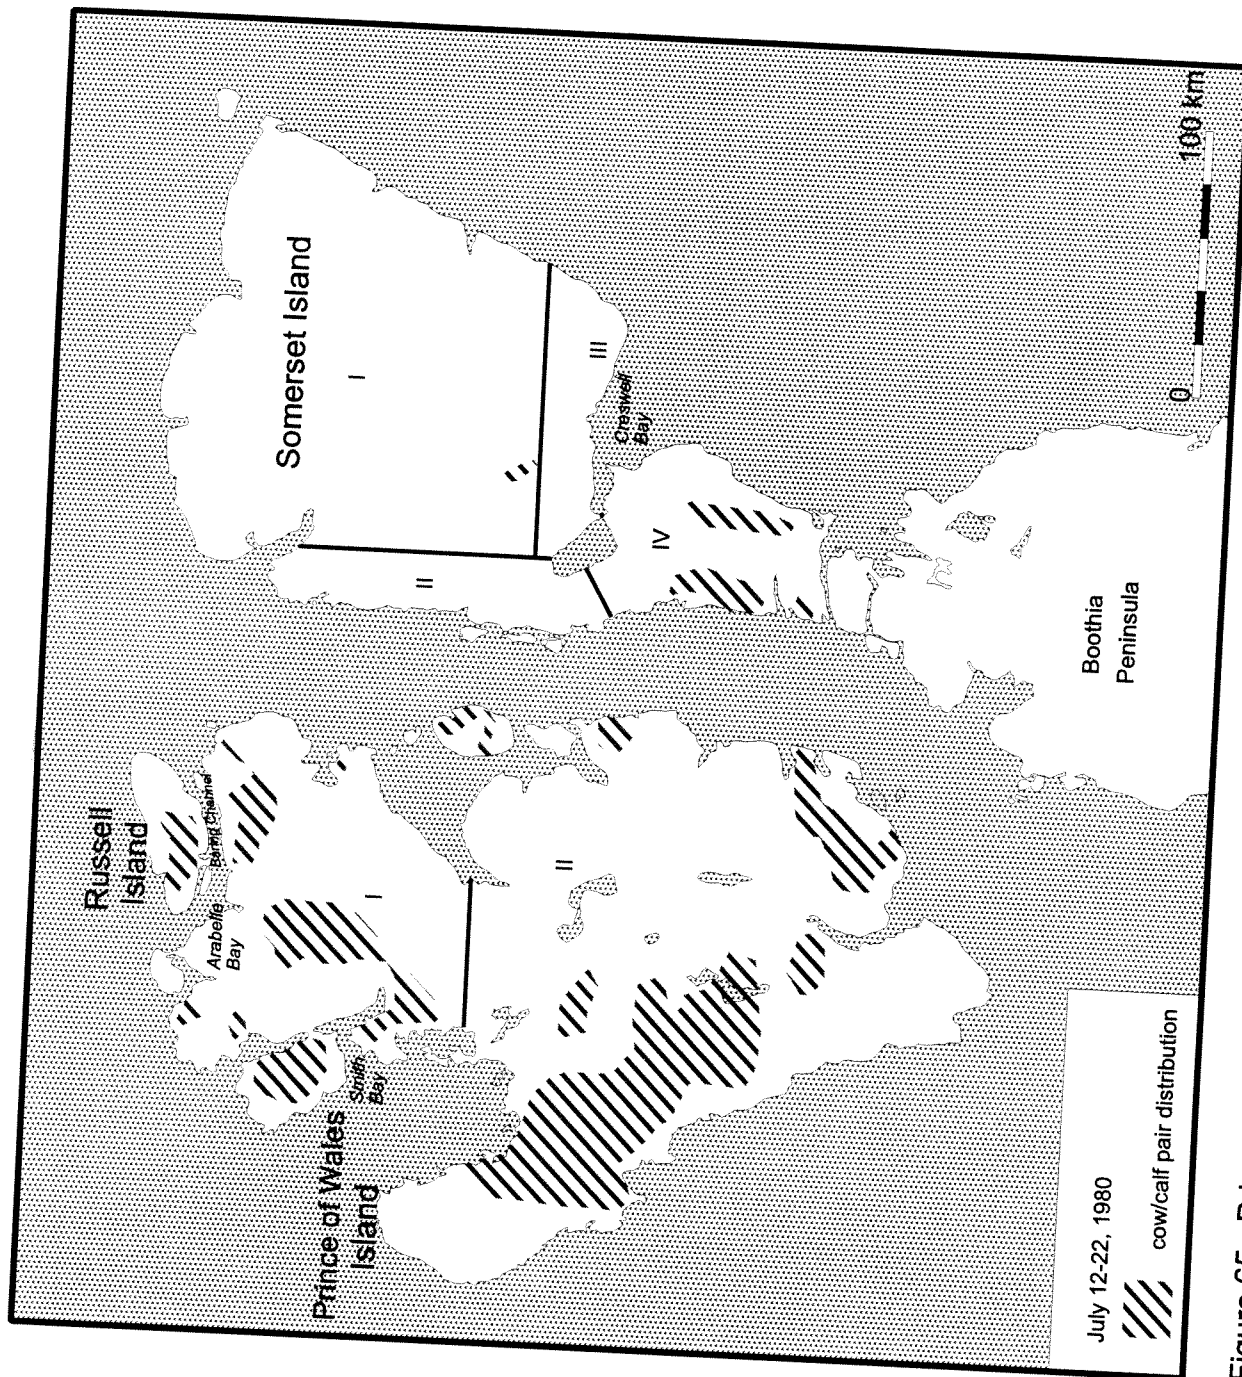 Russell
Island
Baring Channel
Arabelle
Bay
I
Smith
Bay
Prince of Wales
Island
II
Somerset Island
I
II
III
Creswell
Bay
IV
Boothia
Peninsula
0 100 km
July 12-22, 1980
cow/calf pair distribution